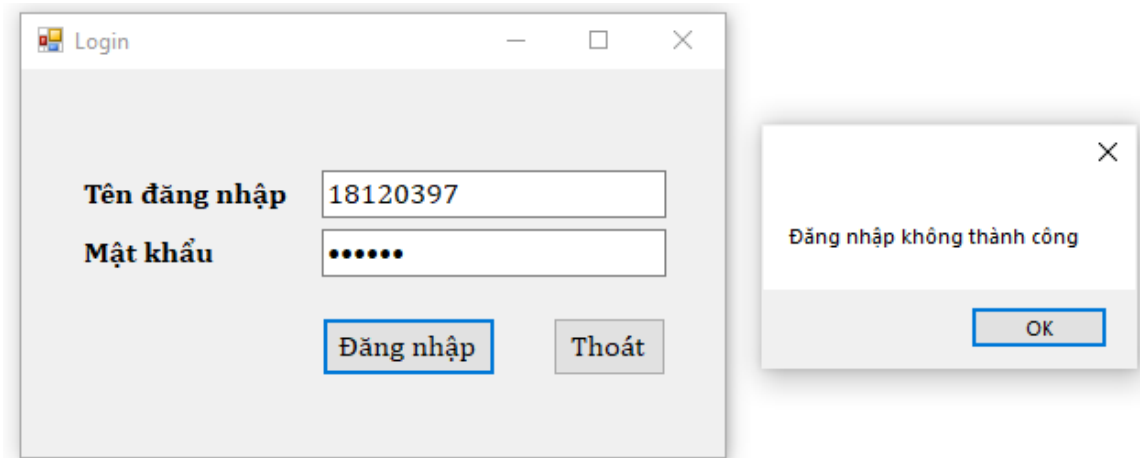 Login
Tên đăng nhập 18120397
Mật khẩu ••••••
Đăng nhập Thoát
Đăng nhập không thành công
OK